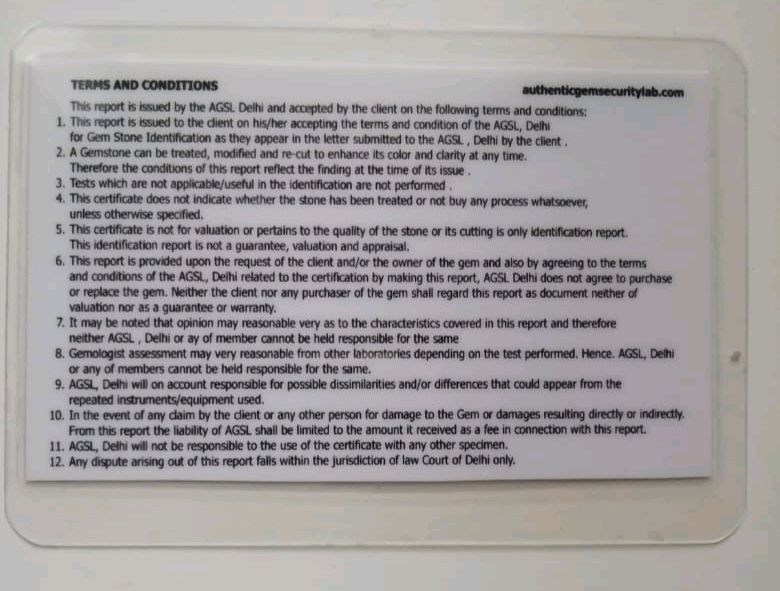 TERMS AND CONDITIONS
authenticgemsecuritylab.com
This report is issued by the AGSL Delhi and accepted by the client on the following terms and conditions:
1. This report is issued to the client on his/her accepting the terms and condition of the AGSL, Delhi
for Gem Stone Identification as they appear in the letter submitted to the AGSL , Delhi by the client .
2. A Gemstone can be treated, modified and re-cut to enhance its color and clarity at any time.
Therefore the conditions of this report reflect the finding at the time of its issue .
3. Tests which are not applicable/useful in the identification are not performed .
4. This certificate does not indicate whether the stone has been treated or not buy any process whatsoever,
unless otherwise specified.
5. This certificate is not for valuation or pertains to the quality of the stone or its cutting is only identification report.
This identification report is not a guarantee, valuation and appraisal.
6. This report is provided upon the request of the client and/or the owner of the gem and also by agreeing to the terms
and conditions of the AGSL, Delhi related to the certification by making this report, AGSL Delhi does not agree to purchase
or replace the gem. Neither the client nor any purchaser of the gem shall regard this report as document neither of
valuation nor as a guarantee or warranty.
7. It may be noted that opinion may reasonable very as to the characteristics covered in this report and therefore
neither AGSL , Delhi or ay of member cannot be held responsible for the same
8. Gemologist assessment may very reasonable from other laboratories depending on the test performed. Hence. AGSL, Delhi
or any of members cannot be held responsible for the same.
9. AGSL, Delhi will on account responsible for possible dissimilarities and/or differences that could appear from the
repeated instruments/equipment used.
10. In the event of any claim by the client or any other person for damage to the Gem or damages resulting directly or indirectly.
From this report the liability of AGSL shall be limited to the amount it received as a fee in connection with this report.
11. AGSL, Delhi will not be responsible to the use of the certificate with any other specimen.
12. Any dispute arising out of this report falls within the jurisdiction of law Court of Delhi only.